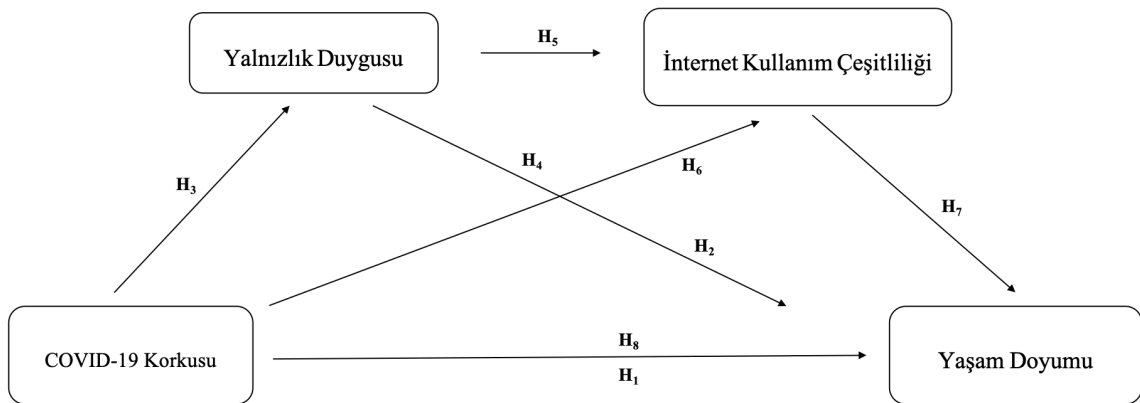 Yalnızlık Duygusu
H₅
İnternet Kullanım Çeşitliliği
H₄
H₆
H₃
H₇
H₂
COVID-19 Korkusu
H₈
H₁
Yaşam Doyumu